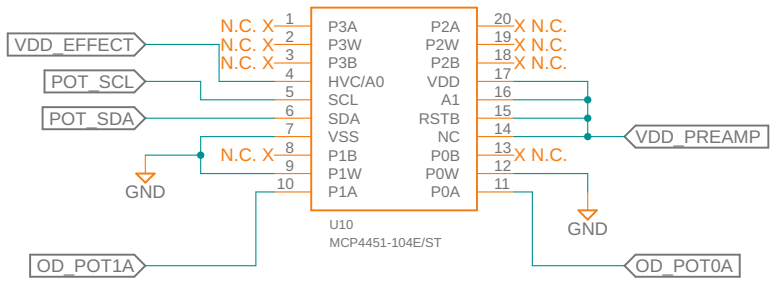 N.C. X 1 P3A P2A 20 X N.C.
N.C. X 2 P3W P2W 19 X N.C.
VDD_EFFECT
N.C. X 3 P3B P2B 18 X N.C.
4 HVC/A0 VDD 17
POT_SCL
5 SCL A1 16
6 SDA RSTB 15
POT_SDA
7 VSS NC 14
VDD_PREAMP
N.C. X 8 P1B P0B 13 X N.C.
9 P1W P0W 12
GND
10 P1A P0A 11
U10
GND
MCP4451-104E/ST
OD_POT1A
OD_POT0A